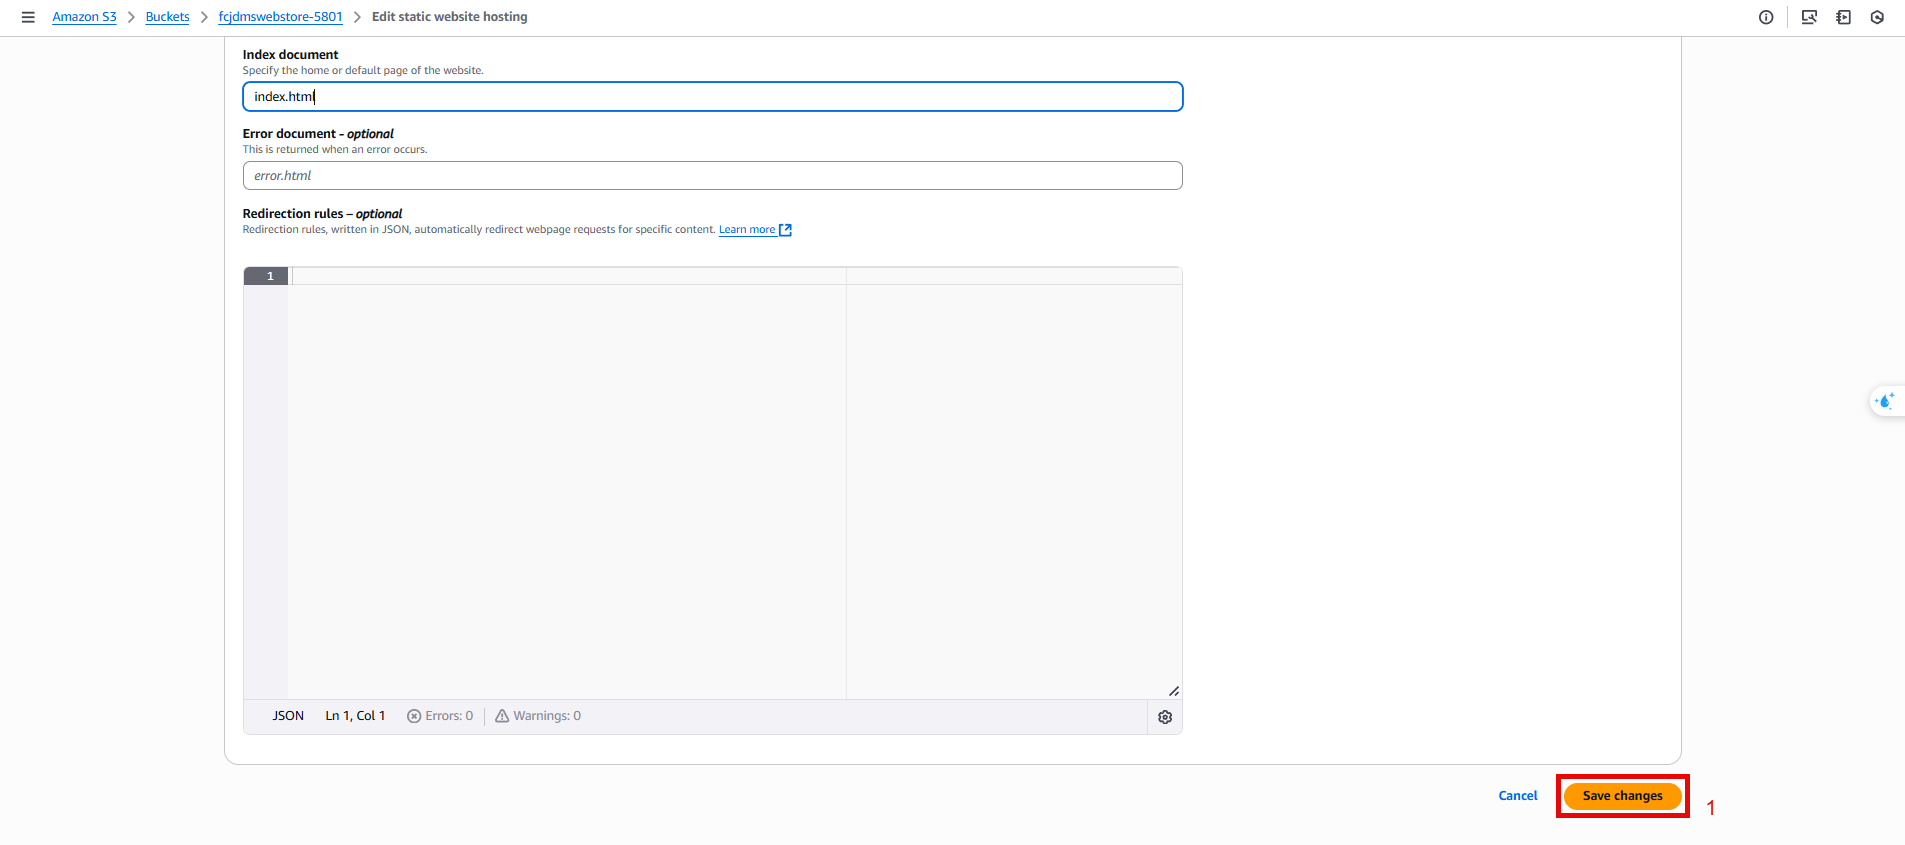 Amazon S3 > Buckets > fcjdmswebstore-5801 > Edit static website hosting
Index document
Specify the home or default page of the website.
index.html
Error document - optional
This is returned when an error occurs.
error.html
Redirection rules – optional
Redirection rules, written in JSON, automatically redirect webpage requests for specific content. Learn more
1
JSON Ln 1, Col 1 Errors: 0 Warnings: 0
Cancel Save changes 1